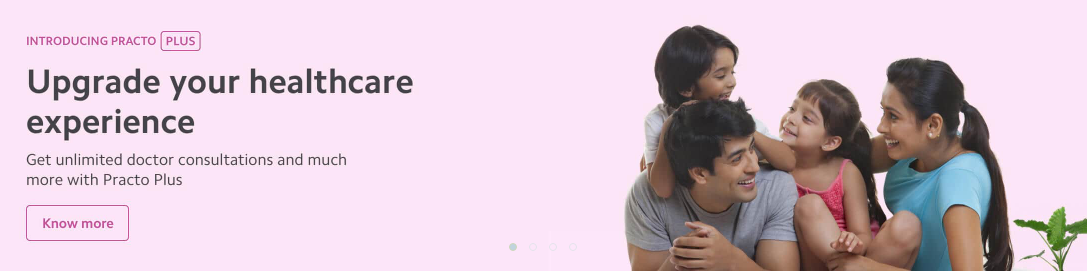 INTRODUCING PRACTO PLUS
Upgrade your healthcare
experience
Get unlimited doctor consultations and much
more with Practo Plus
Know more